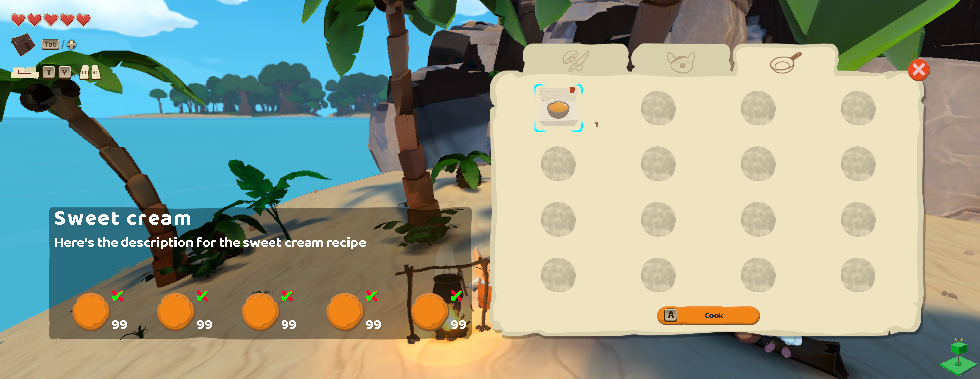 Tab /
T Y
Sweet cream
Here's the description for the sweet cream recipe
99 99 99 99 99
1
A Cook